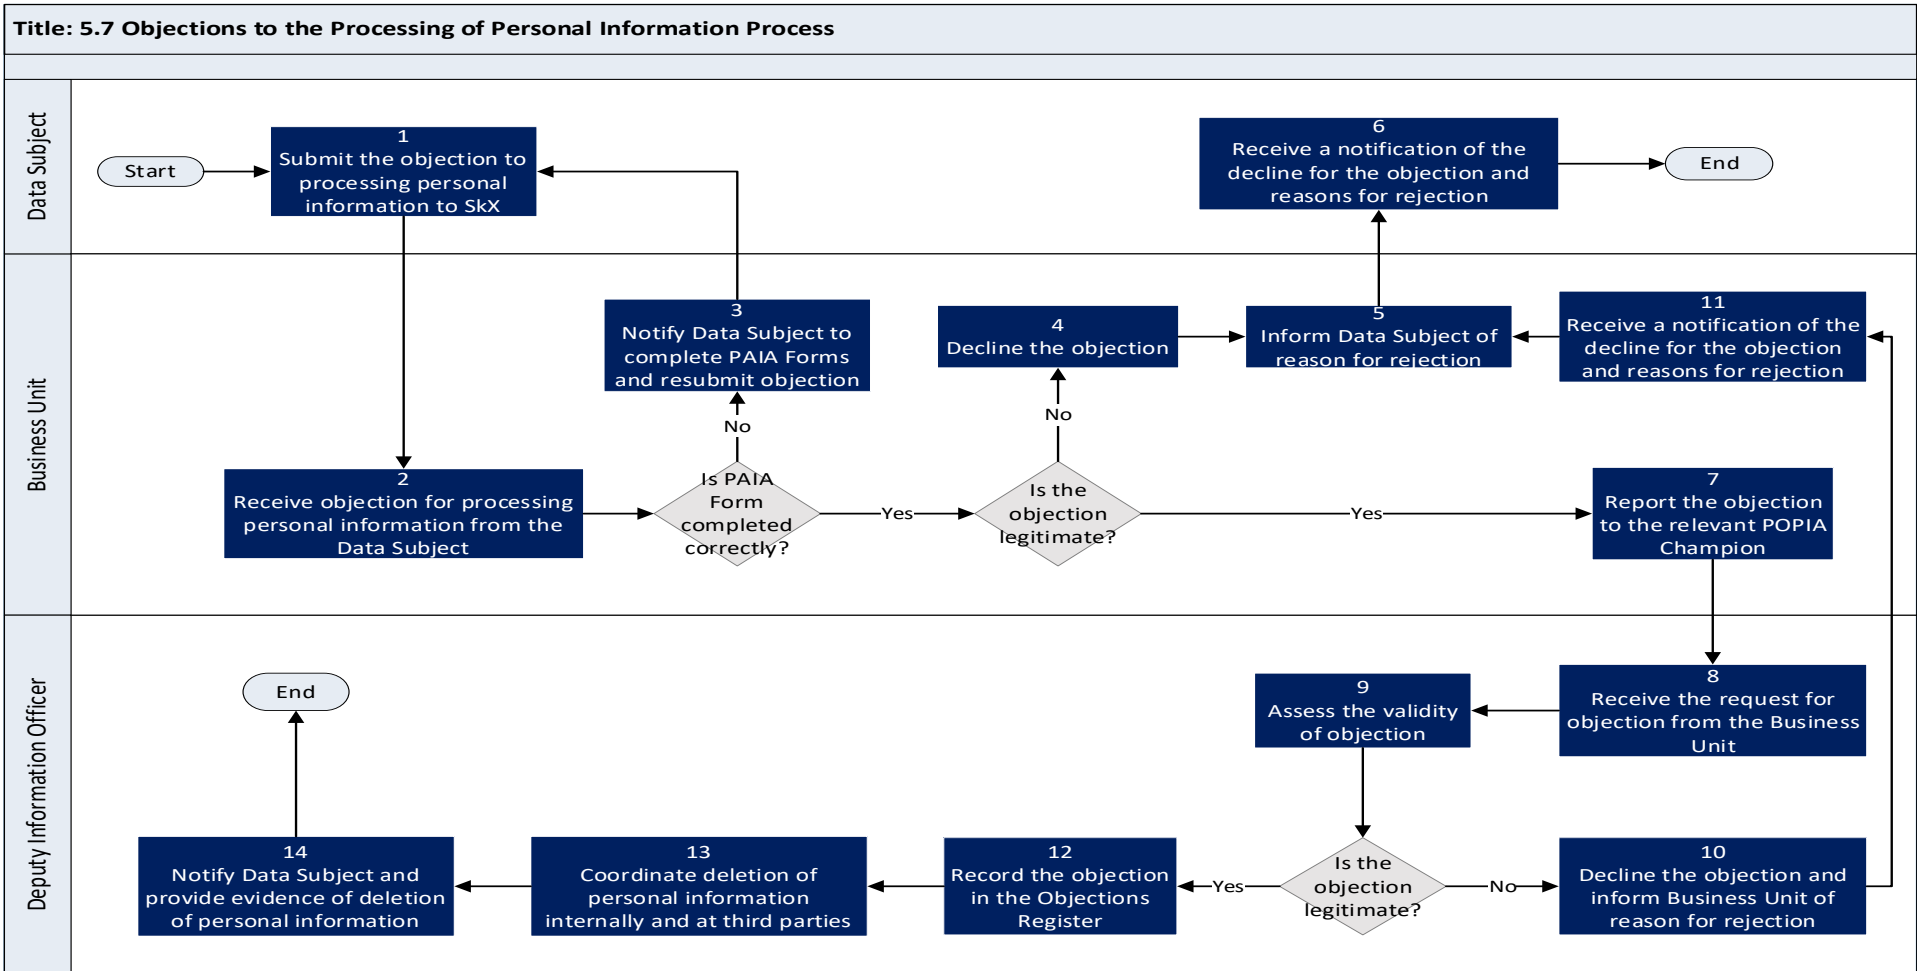 Title: 5.7 Objections to the Processing of Personal Information Process
Data Subject
Start
1
Submit the objection to
processing personal
information to SkX
6
Receive a notification of the
decline for the objection and
reasons for rejection
End
Business Unit
3
Notify Data Subject to
complete PAIA Forms
and resubmit objection
4
Decline the objection
5
Inform Data Subject of
reason for rejection
11
Receive a notification of the
decline for the objection
and reasons for rejection
No
No
2
Receive objection for processing
personal information from the
Data Subject
Is PAIA
Form
completed
correctly?
Yes
Is the
objection
legitimate?
Yes
7
Report the objection
to the relevant POPIA
Champion
Deputy Information Officer
End
9
Assess the validity
of objection
8
Receive the request for
objection from the Business
Unit
14
Notify Data Subject and
provide evidence of deletion
of personal information
13
Coordinate deletion of
personal information
internally and at third parties
12
Record the objection
in the Objections
Register
Yes
Is the
objection
legitimate?
No
10
Decline the objection and
inform Business Unit of
reason for rejection